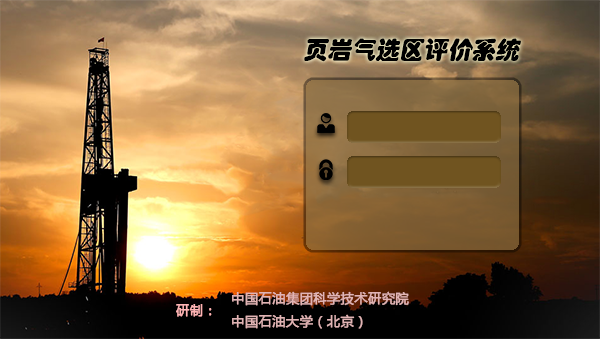 页岩气选区评价系统
研制：
中国石油集团科学技术研究院
中国石油大学（北京）